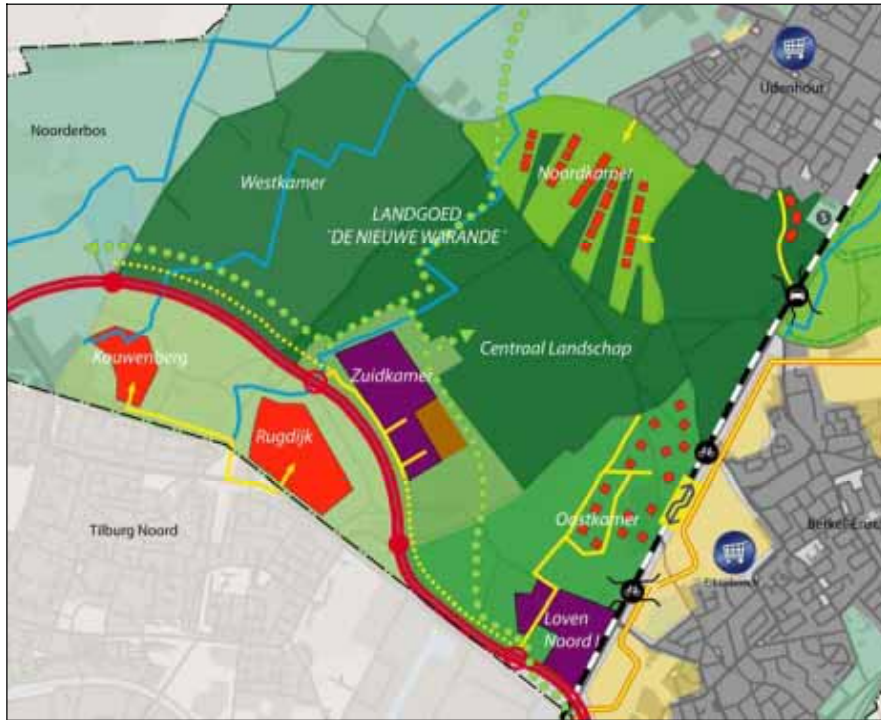 Udenhout
Noorderbos
Westkamer
Noordkamer
LANDGOED
'DE NIEUWE WARANDE'
S
Kouwenberg
Zuidkamer
Centraal Landschap
Rugdijk
Tilburg Noord
Oostkamer
Loven
Noord I